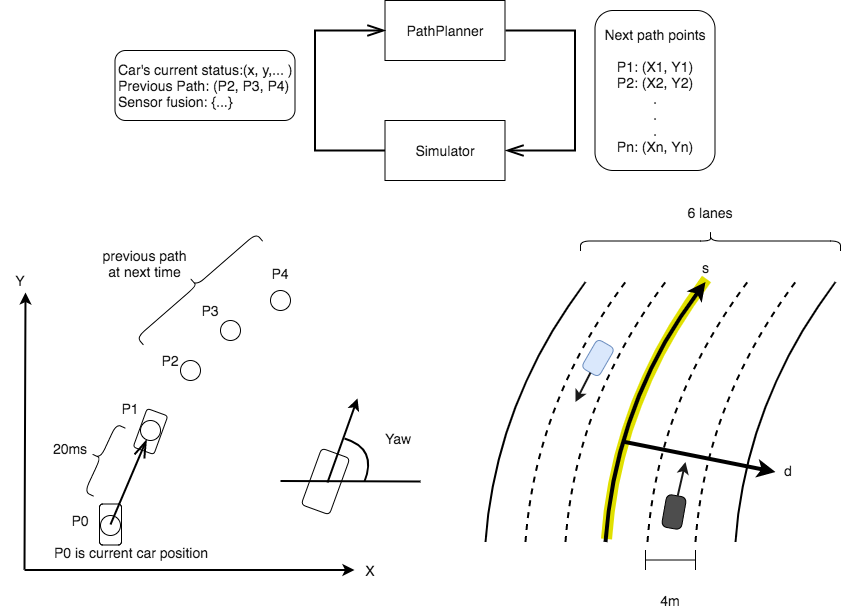 PathPlanner
Car's current status:(x, y,... )
Previous Path: (P2, P3, P4)
Sensor fusion: {...}
Next path points
P1: (X1, Y1)
P2: (X2, Y2)
.
.
.
Pn: (Xn, Yn)
Simulator
previous path
at next time
Y
P4
P3
P2
P1
20ms
P0
P0 is current car position
X
Yaw
6 lanes
s
d
4m